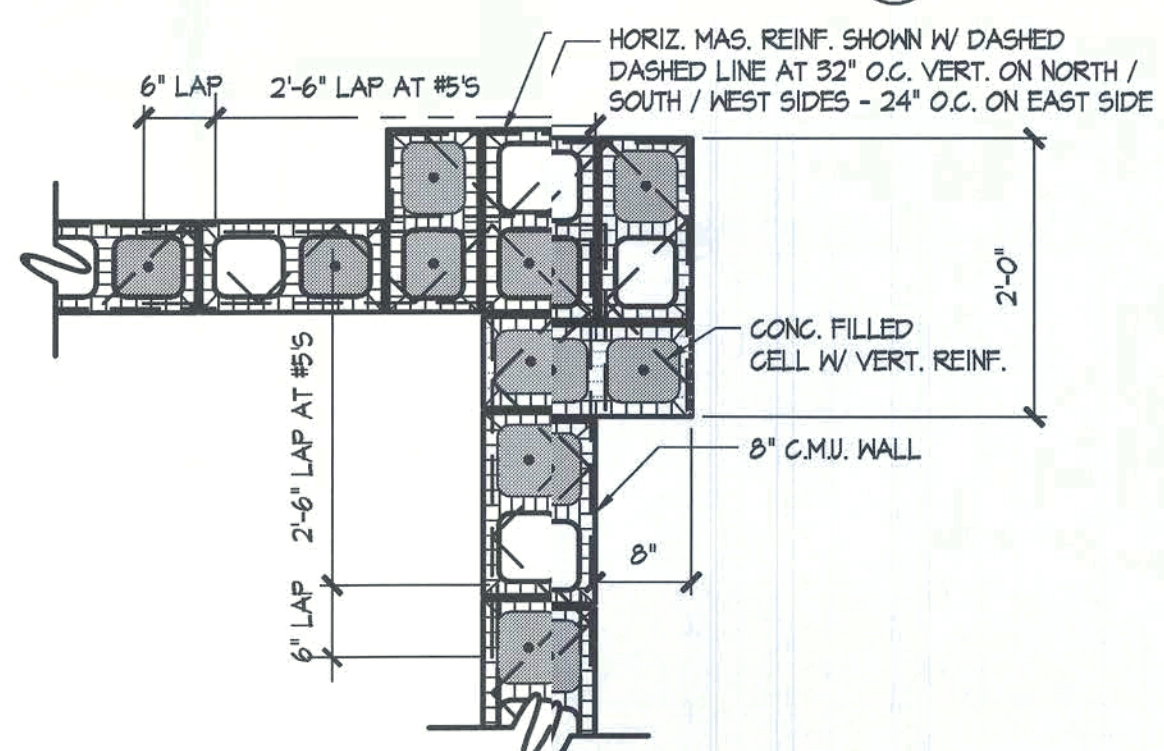 HORIZ. MAS. REINF. SHOWN W/ DASHED
DASHED LINE AT 32" O.C. VERT. ON NORTH /
SOUTH / WEST SIDES - 24" O.C. ON EAST SIDE
6" LAP
2'-6" LAP AT #5'S
2'-0"
CONC. FILLED
CELL W/ VERT. REINF.
2'-6" LAP AT #5'S
8" C.M.U. WALL
8"
6" LAP